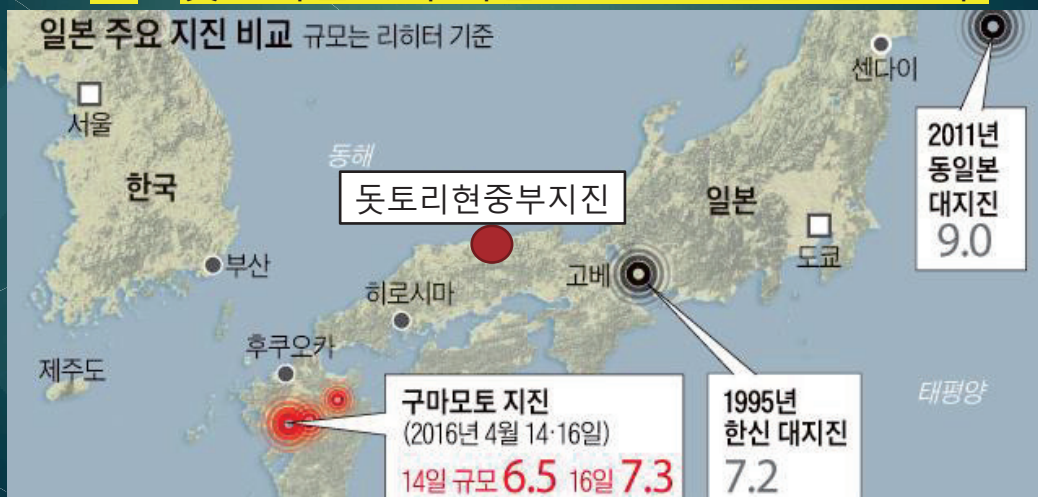 일본 주요 지진 비교 규모는 리히터 기준
센다이
서울
2011년
동일본
대지진
9.0
동해
한국
돗토리현중부지진
일본
도쿄
부산
고베
히로시마
후쿠오카
제주도
구마모토 지진
(2016년 4월 14·16일)
14일 규모 6.5 16일 7.3
1995년
한신 대지진
7.2
태평양